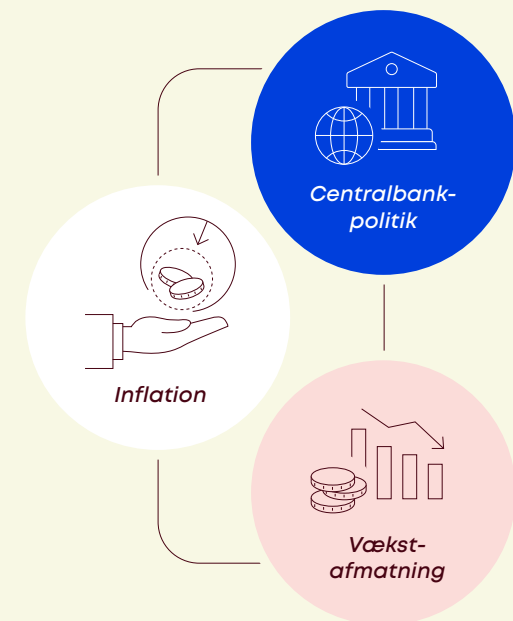 Centralbank-
politik
Inflation
Vækst-
afmatning